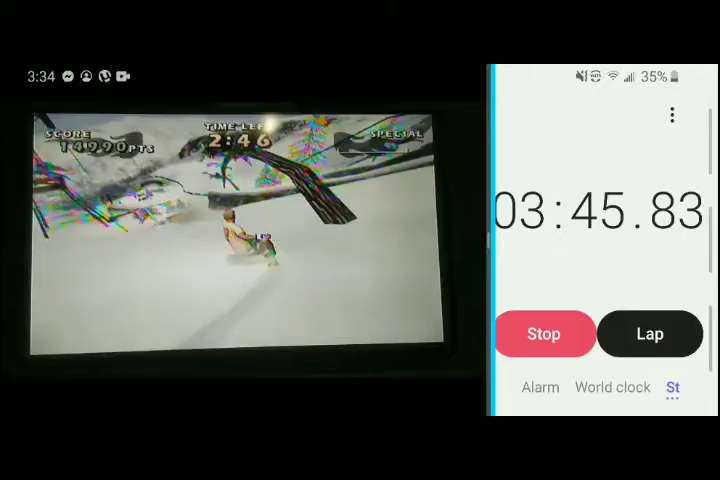 3:34
35%
SCORE
14990PTS
TIME LEFT
2:46
SPECIAL
03:45.83
Stop
Lap
Alarm
World clock
St